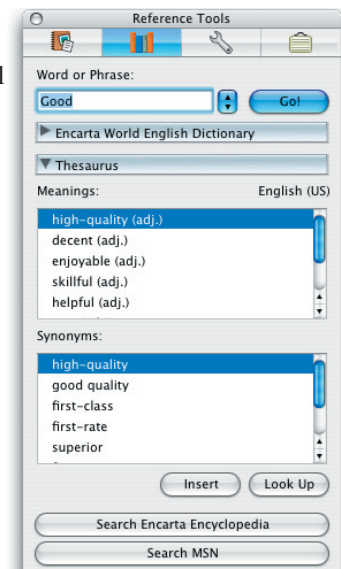 Reference Tools
Word or Phrase:
Good
Go!
Encarta World English Dictionary
Thesaurus
Meanings: English (US)
high-quality (adj.)
decent (adj.)
enjoyable (adj.)
skillful (adj.)
helpful (adj.)
Synonyms:
high-quality
good quality
first-class
first-rate
superior
Insert Look Up
Search Encarta Encyclopedia
Search MSN